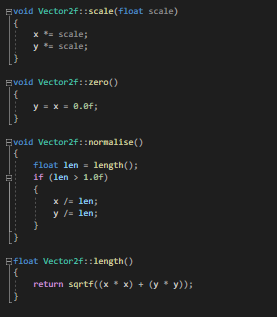 void Vector2f::scale(float scale)
{
x *= scale;
y *= scale;
}
void Vector2f::zero()
{
y = x = 0.0f;
}
void Vector2f::normalise()
{
float len = length();
if (len > 1.0f)
{
x /= len;
y /= len;
}
}
float Vector2f::length()
{
return sqrtf((x * x) + (y * y));
}